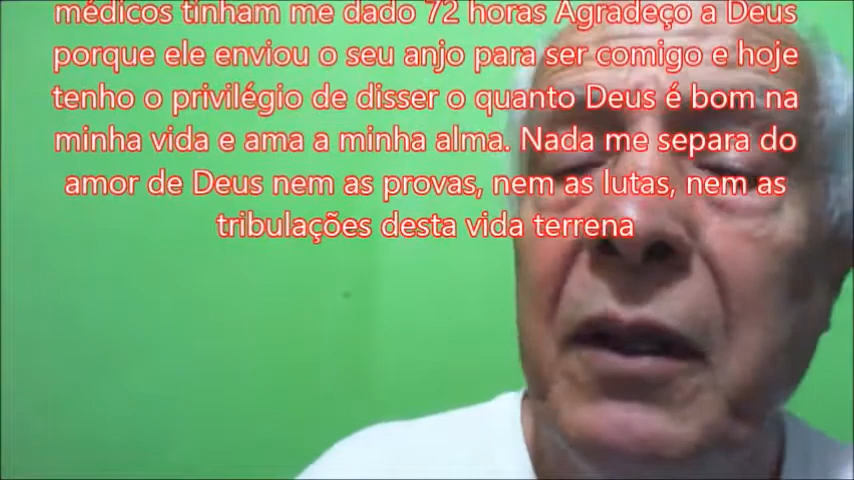 médicos tinham me dado 72 horas Agradeço a Deus
porque ele enviou o seu anjo para ser comigo e hoje
tenho o privilégio de disser o quanto Deus é bom na
minha vida e ama a minha alma. Nada me separa do
amor de Deus nem as provas, nem as lutas, nem as
tribulações desta vida terrena